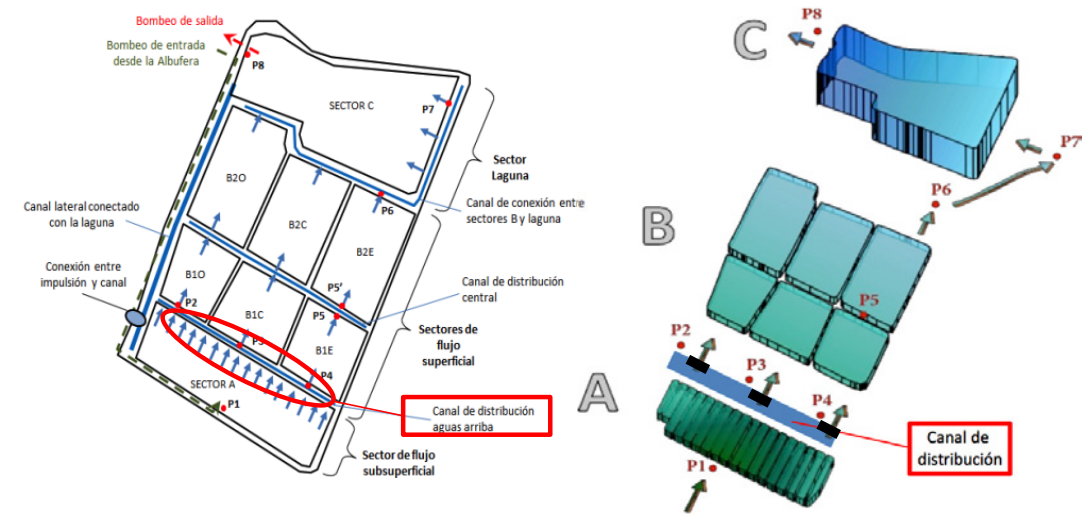 Bombeo de salida
Bombeo de entrada
desde la Albufera
P8
SECTOR C
P7
Sector
Laguna
B2O
P6
Canal de conexión entre
sectores B y laguna
Canal lateral conectado
con la laguna
B2C
B2E
Conexión entre
impulsión y canal
B1O
P5'
Canal de distribución
central
P2
P5
B1C
Sectores de
flujo
superficial
P3
B1E
P4
SECTOR A
P1
Canal de distribución
aguas arriba
Sector de flujo
subsuperficial
C
P8
P7
P6
B
P5
P2
P3
A
P4
Canal de
distribución
P1